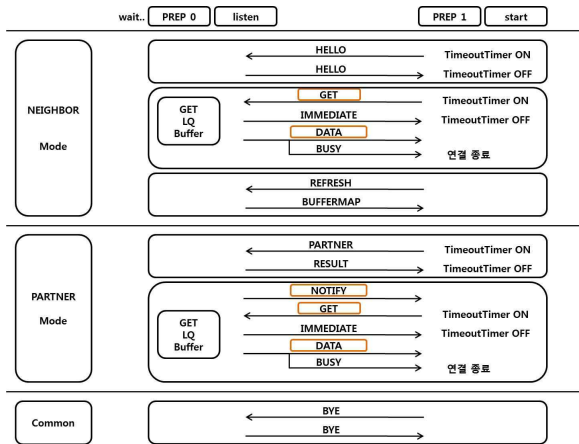 wait.. PREP 0 listen PREP 1 start
NEIGHBOR
Mode
HELLO TimeoutTimer ON
HELLO TimeoutTimer OFF
GET
LQ
Buffer
GET TimeoutTimer ON
IMMEDIATE TimeoutTimer OFF
DATA
BUSY 연결 종료
REFRESH
BUFFERMAP
PARTNER
Mode
PARTNER TimeoutTimer ON
RESULT TimeoutTimer OFF
GET
LQ
Buffer
NOTIFY
GET TimeoutTimer ON
IMMEDIATE TimeoutTimer OFF
DATA
BUSY 연결 종료
Common
BYE
BYE